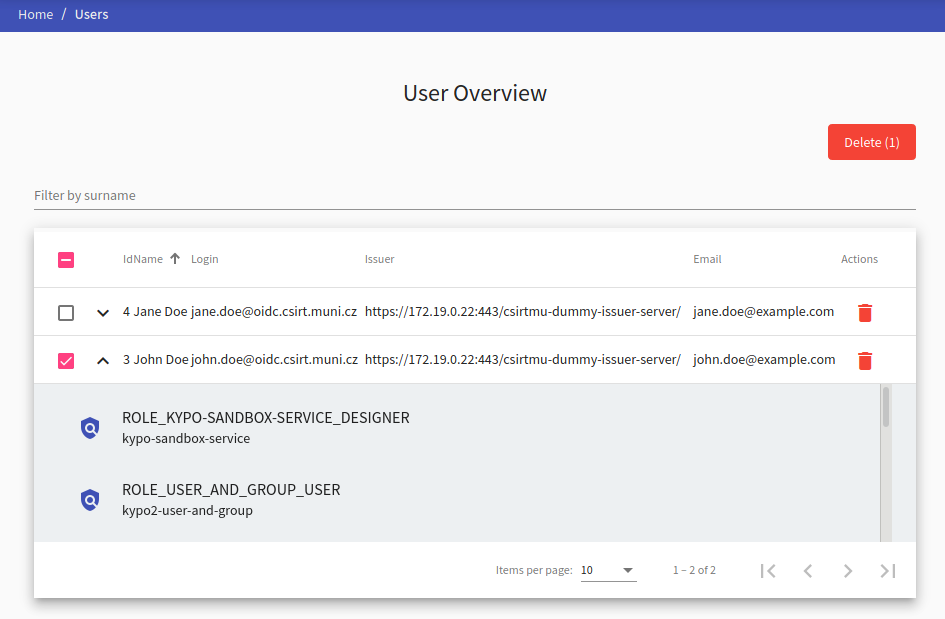 Home / Users
User Overview
Delete (1)
Filter by surname
Id Name Login Issuer Email Actions
4 Jane Doe jane.doe@oidc.csirt.muni.cz https://172.19.0.22:443/csirtmu-dummy-issuer-server/ jane.doe@example.com
3 John Doe john.doe@oidc.csirt.muni.cz https://172.19.0.22:443/csirtmu-dummy-issuer-server/ john.doe@example.com
ROLE_KYPO-SANDBOX-SERVICE_DESIGNER
kypo-sandbox-service
ROLE_USER_AND_GROUP_USER
kypo2-user-and-group
Items per page: 10 1 – 2 of 2